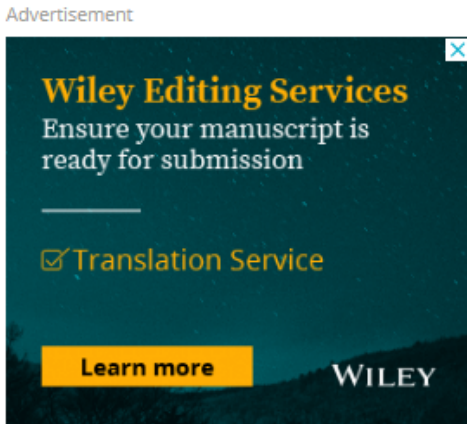 Advertisement
Wiley Editing Services
Ensure your manuscript is
ready for submission
Translation Service
Learn more
WILEY